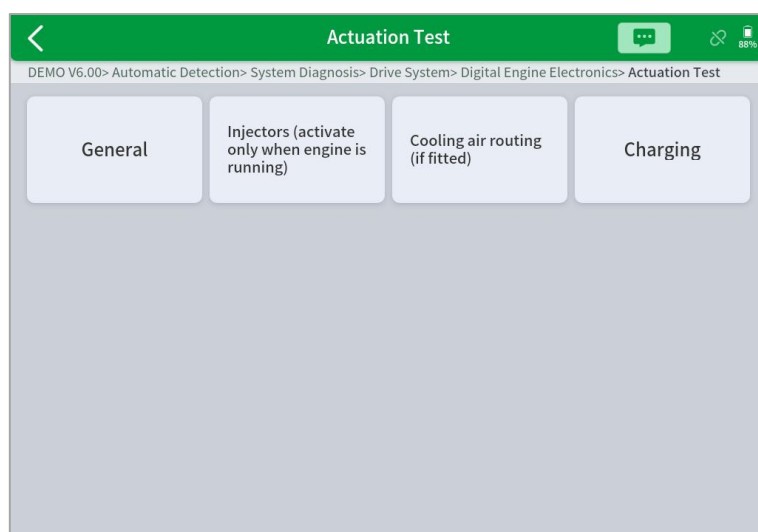 Actuation Test
88%
DEMO V6.00> Automatic Detection> System Diagnosis> Drive System> Digital Engine Electronics> Actuation Test
General
Injectors (activate
only when engine is
running)
Cooling air routing
(if fitted)
Charging